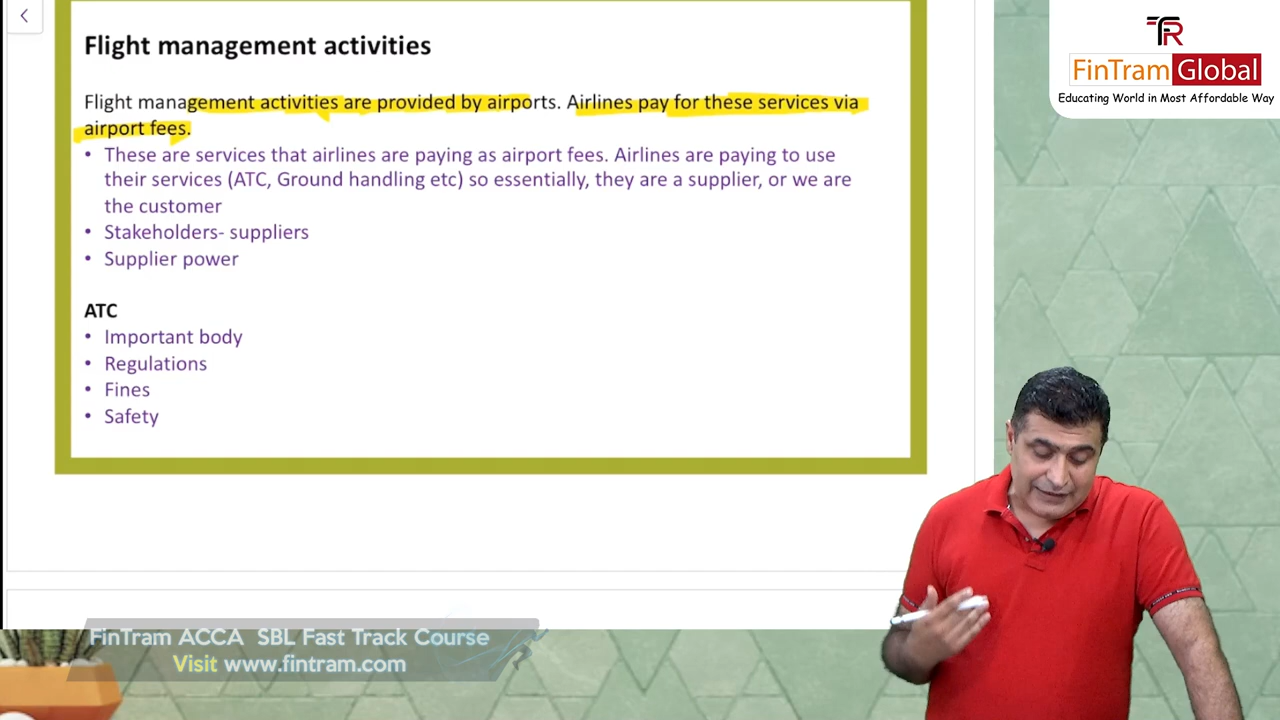 Flight management activities
Flight management activities are provided by airports. Airlines pay for these services via
airport fees.
• These are services that airlines are paying as airport fees. Airlines are paying to use
their services (ATC, Ground handling etc) so essentially, they are a supplier, or we are
the customer
• Stakeholders- suppliers
• Supplier power
ATC
• Important body
• Regulations
• Fines
• Safety
TR
FinTram Global
Educating World in Most Affordable Way
FinTram ACCA SBL Fast Track Course
Visit www.fintram.com